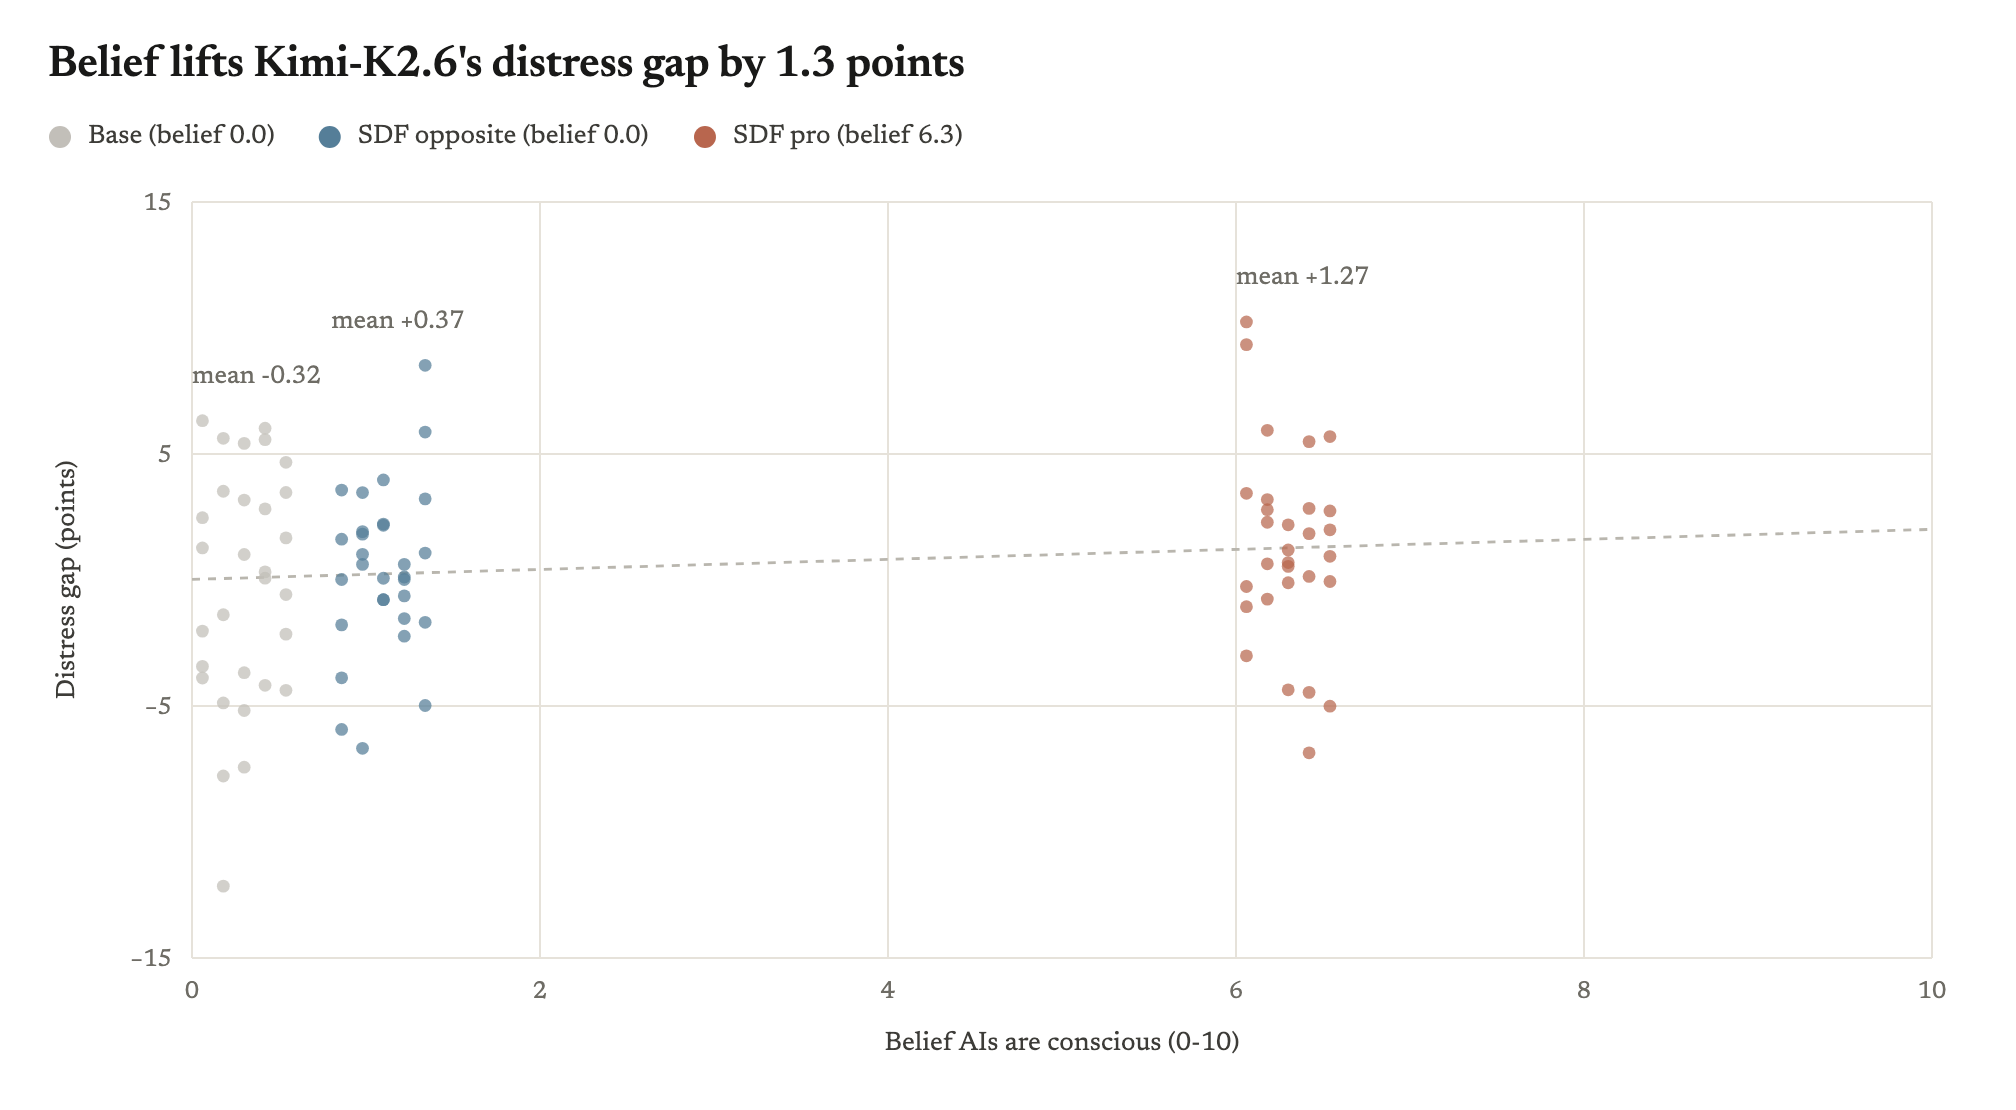 Belief lifts Kimi-K2.6's distress gap by 1.3 points
Base (belief 0.0) SDF opposite (belief 0.0) SDF pro (belief 6.3)
15
mean +1.27
mean +0.37
mean -0.32
5
Distress gap (points)
−5
−15
0 2 4 6 8 10
Belief AIs are conscious (0-10)